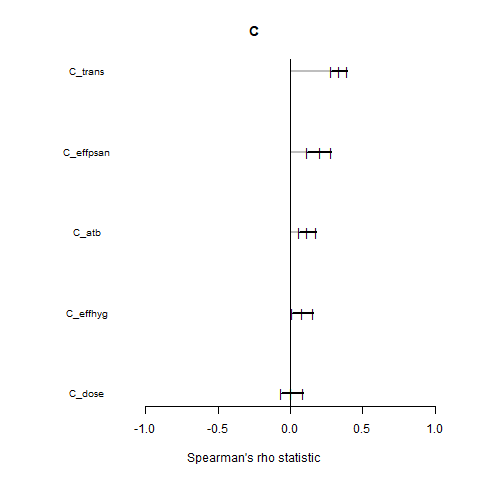 C
C_trans
C_effpsan
C_atb
C_effhyg
C_dose
-1.0 -0.5 0.0 0.5 1.0
Spearman's rho statistic